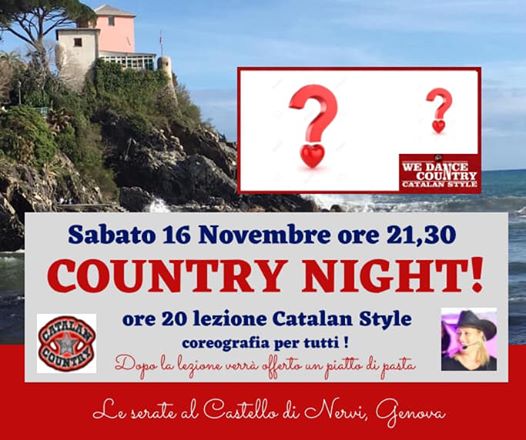 WE DANCE
COUNTRY
CATALAN STYLE
Sabato 16 Novembre ore 21,30
COUNTRY NIGHT!
ore 20 lezione Catalan Style
coreografia per tutti !
Dopo la lezione verrà offerto un piatto di pasta
CATALAN
COUNTRY
Le serate al Castello di Nervi, Genova